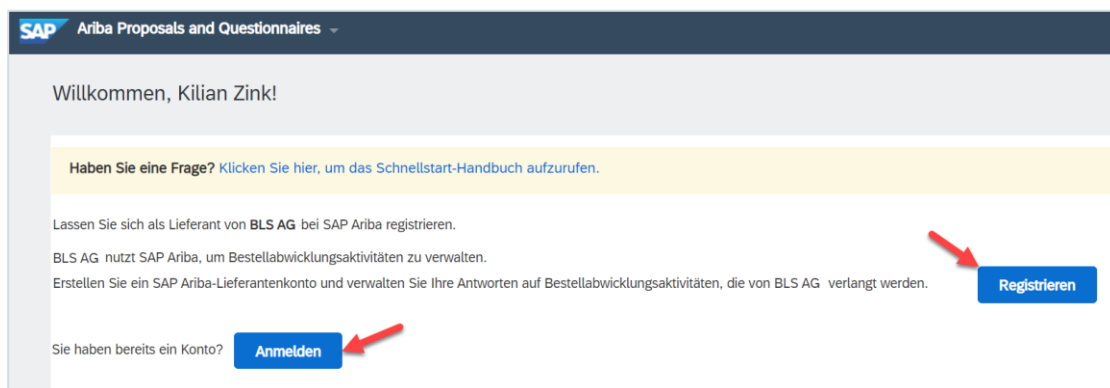 SAP Ariba Proposals and Questionnaires
Willkommen, Kilian Zink!
Haben Sie eine Frage? Klicken Sie hier, um das Schnellstart-Handbuch aufzurufen.
Lassen Sie sich als Lieferant von BLS AG bei SAP Ariba registrieren.
BLS AG nutzt SAP Ariba, um Bestellabwicklungsaktivitäten zu verwalten.
Erstellen Sie ein SAP Ariba-Lieferantenkonto und verwalten Sie Ihre Antworten auf Bestellabwicklungsaktivitäten, die von BLS AG verlangt werden. Registrieren
Sie haben bereits ein Konto? Anmelden